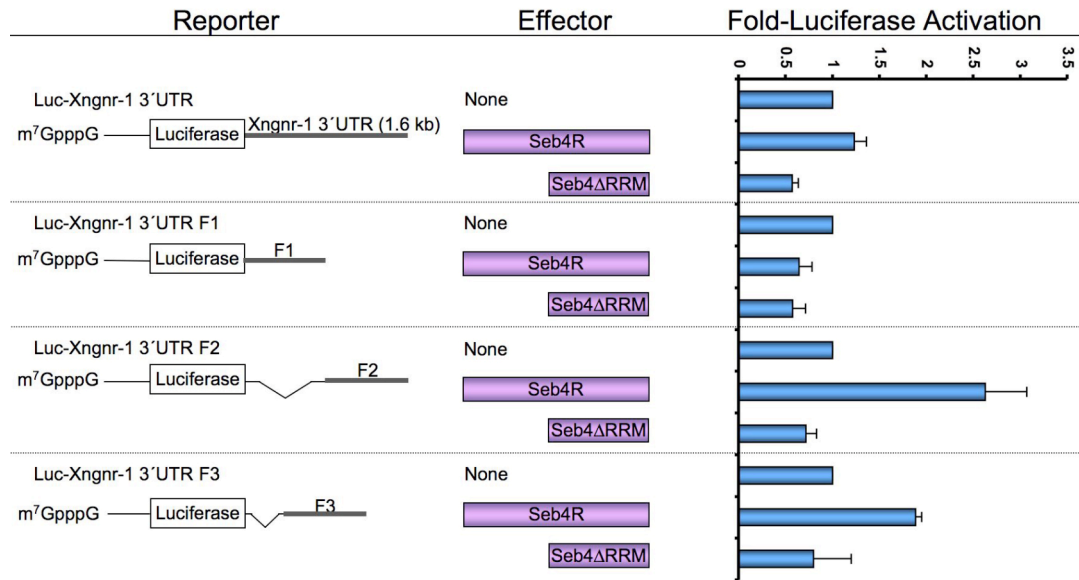 Reporter Effector Fold-Luciferase Activation
0 0.5 1 1.5 2 2.5 3 3.5
Luc-Xngnr-1 3´UTR None
m⁷GpppG Luciferase Xngnr-1 3´UTR (1.6 kb) Seb4R
Seb4ΔRRM
Luc-Xngnr-1 3´UTR F1 None
m⁷GpppG Luciferase F1 Seb4R
Seb4ΔRRM
Luc-Xngnr-1 3´UTR F2 None
m⁷GpppG Luciferase F2 Seb4R
Seb4ΔRRM
Luc-Xngnr-1 3´UTR F3 None
m⁷GpppG Luciferase F3 Seb4R
Seb4ΔRRM